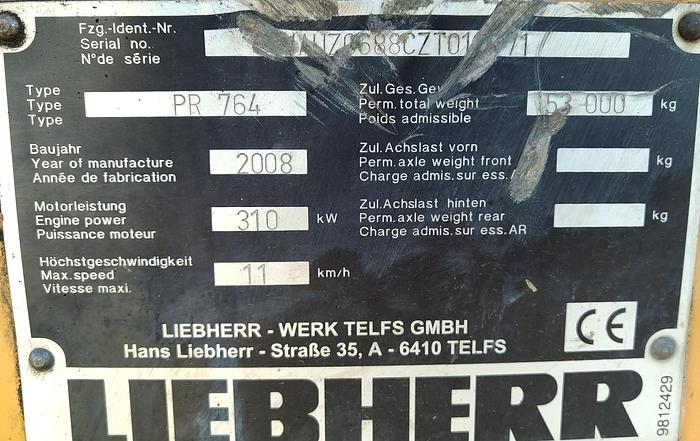 Fzg.-Ident.-Nr.
Serial no.
N°de série
Type
Type PR 764
Type
Zul.Ges.
Perm.total weight 53 000 kg
Poids admissible
Baujahr
Year of manufacture 2008
Année de fabrication
Zul.Achslast vorn
Perm.axle weight front kg
Charge admis.sur ess.
Motorleistung
Engine power 310 kW
Puissance moteur
Zul.Achslast hinten
Perm.axle weight rear kg
Charge admis.sur ess.AR
Höchstgeschwindigkeit
Max.speed 11 km/h
Vitesse maxi.
LIEBHERR - WERK TELFS GMBH
Hans Liebherr - Straße 35, A - 6410 TELFS
CE
LIEBHERR
9812429